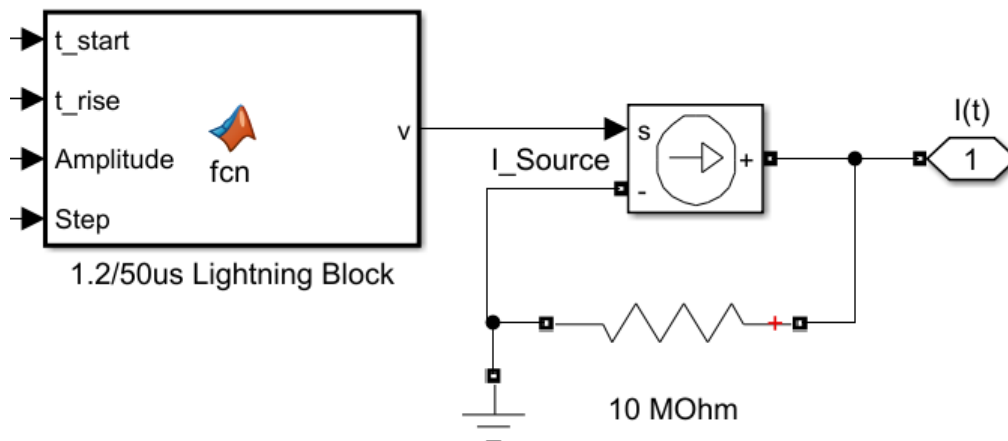 t_start
t_rise
Amplitude
Step
fcn
v
1.2/50us Lightning Block
s
I_Source
+
-
I(t)
1
+
10 MOhm